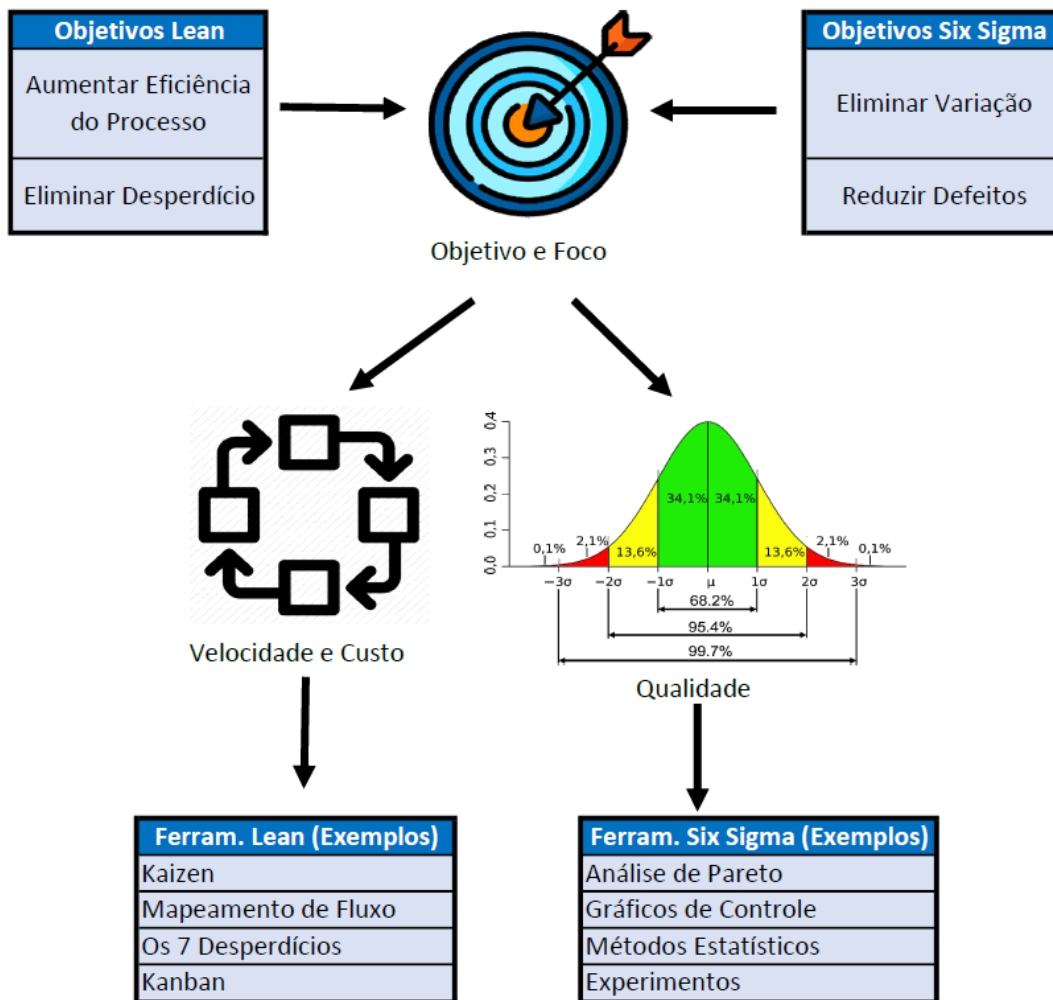 Objetivos Lean
Aumentar Eficiência
do Processo
Eliminar Desperdício
Objetivos Six Sigma
Eliminar Variação
Reduzir Defeitos
Objetivo e Foco
Velocidade e Custo
0,4
0,3
0,2
0,1
0,0
0,1%
2,1%
13,6%
34,1%
34,1%
13,6%
2,1%
0,1%
−3σ −2σ −1σ μ 1σ 2σ 3σ
68.2%
95.4%
99.7%
Qualidade
Ferram. Lean (Exemplos)
Kaizen
Mapeamento de Fluxo
Os 7 Desperdícios
Kanban
Ferram. Six Sigma (Exemplos)
Análise de Pareto
Gráficos de Controle
Métodos Estatísticos
Experimentos